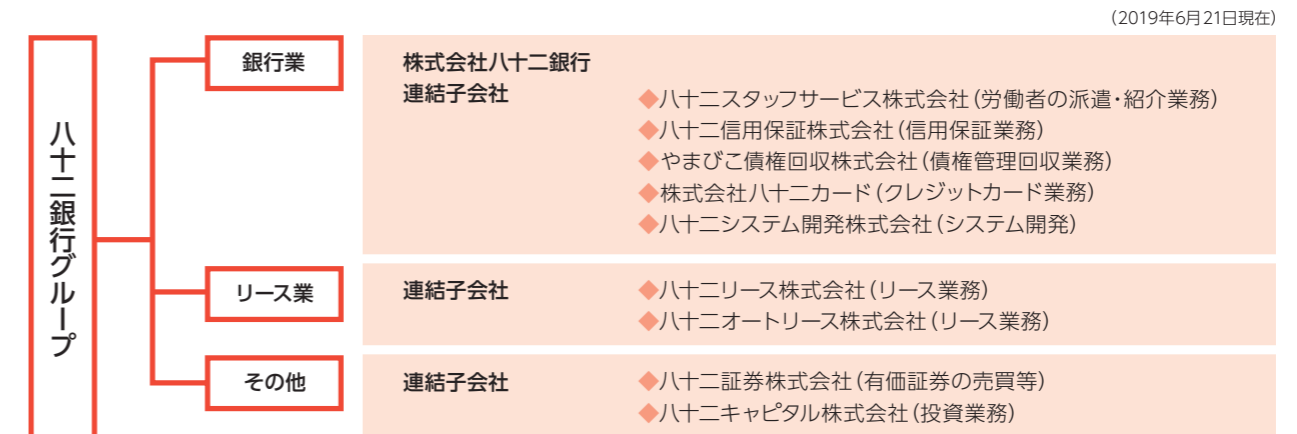 (2019年6月21日現在)
八十二銀行グループ
銀行業
株式会社八十二銀行
連結子会社
◆八十二スタッフサービス株式会社(労働者の派遣・紹介業務)
◆八十二信用保証株式会社(信用保証業務)
◆やまびこ債権回収株式会社(債権管理回収業務)
◆株式会社八十二カード(クレジットカード業務)
◆八十二システム開発株式会社(システム開発)
リース業
連結子会社
◆八十二リース株式会社(リース業務)
◆八十二オートリース株式会社(リース業務)
その他
連結子会社
◆八十二証券株式会社(有価証券の売買等)
◆八十二キャピタル株式会社(投資業務)